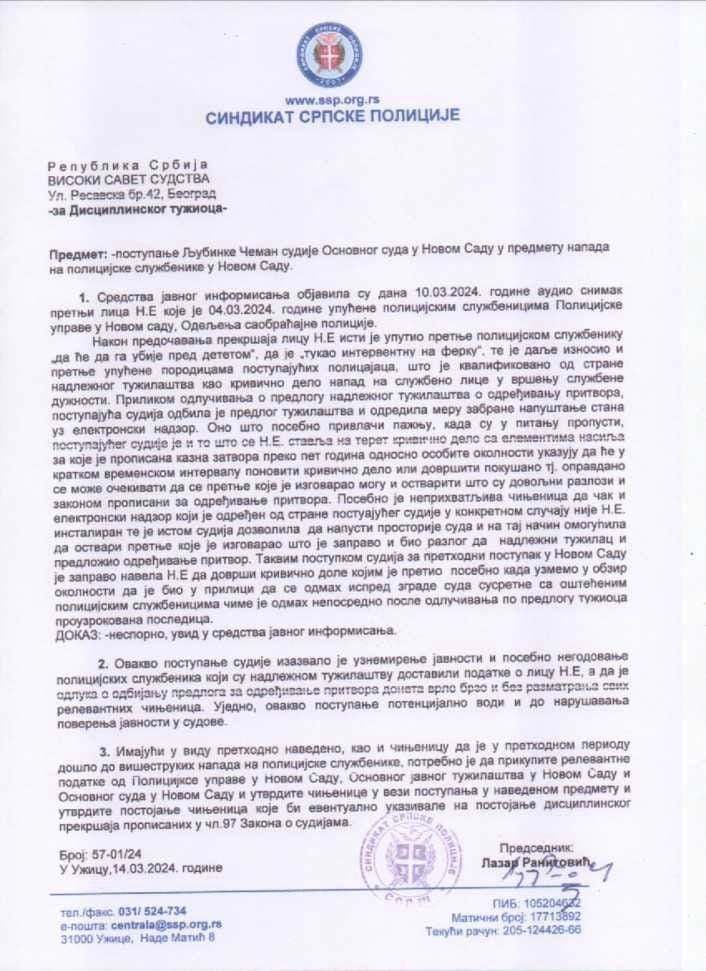 СИНДИКАТ СРПСКЕ ПОЛИЦИЈЕ
www.ssp.org.rs
СИНДИКАТ СРПСКЕ ПОЛИЦИЈЕ
Република Србија
ВИСОКИ САВЕТ СУДСТВА
Ул. Ресавска бр.42, Београд
-за Дисциплинског тужиоца-
Предмет: -поступање Љубинке Чеман судије Основног суда у Новом Саду у предмету напада
на полицијске службенике у Новом Саду.
1. Средства јавног информисања објавила су дана 10.03.2024. године аудио снимак
претњи лица Н.Е које је 04.03.2024. године упућене полицијским службеницима Полицијске
управе у Новом саду, Одељења саобраћајне полиције.
Након предочавања прекршаја лицу Н.Е исти је упутио претње полицијском службенику
„да ће да га убије пред дететом“, да је „тукао интервентну на ферку“, те је даље износио и
претње упућене породицама поступајућих полицајаца, што је квалификовано од стране
надлежног тужилаштва као кривично дело напад на службено лице у вршењу службене
дужности. Приликом одлучивања о предлогу надлежног тужилаштва о одређивању притвора,
поступајућа судија одбила је предлог тужилаштва и одредила меру забране напуштање стана
уз електронски надзор. Оно што посебно привлачи пажњу, када су у питању пропусти,
поступајућег судије је и то што се Н.Е. ставља на терет кривично дело са елементима насиља
за које је прописана казна затвора преко пет година односно особите околности указују да ће у
кратком временском интервалу поновити кривично дело или довршити покушано тј. оправдано
се може очекивати да се претње које је изговарао могу и остварити што су довољни разлози и
законом прописани за одређивање притвора. Посебно је неприхватљива чињеница да чак и
електронски надзор који је одређен од стране постуајућег судије у конкретном случају није Н.Е.
инсталиран те је истом судија дозволила да напусти просторије суда и на тај начин омогућила
да оствари претње које је изговарао што је заправо и био разлог да надлежни тужилац и
предложио одређивање притвор. Таквим поступком судија за претходни поступак у Новом Саду
је заправо навела Н.Е да доврши кривично доле којим је претио посебно када узмемо у обзир
околности да је био у прилици да се одмах испред зграде суда сусретне са оштећеним
полицијским службеницима чиме је одмах непосредно после одлучивања по предлогу тужиоца
проузрокована последица.
ДОКАЗ: -неспорно, увид у средства јавног информисања.
2. Овакво поступање судије изазвало је узнемирење јавности и посебно негодовање
полицијских службеника који су надлежном тужилаштву доставили податке о лицу Н.Е, а да је
одлука о одбијању предлога за одређивање притвора донета врло брзо и без разматрања свих
релевантних чињеница. Уједно, овакво поступање потенцијално води и до нарушавања
поверења јавности у судове.
3. Имајући у виду претходно наведено, као и чињеницу да је у претходном периоду
дошло до вишеструких напада на полицијске службенике, потребно је да прикупите релевантне
податке од Полицијксе управе у Новом Саду, Основног јавног тужилаштва у Новом Саду и
Основног суда у Новом Саду и утврдите чињенице у вези поступања у наведеном предмету и
утврдите постојање чињеница које би евентуално указивале на постојање дисциплинског
прекршаја прописаних у чл.97 Закона о судијама.
Број: 57-01/24
У Ужицу,14.03.2024. године
СИНДИКАТ СРПСКЕ ПОЛИЦИЈЕ
Председник:
Лазар Ранитовић
тел./факс. 031/ 524-734
е-пошта: centrala@ssp.org.rs
31000 Ужице, Наде Матић 8
ПИБ: 105204632
Матични број: 17713892
Текући рачун: 205-124426-66